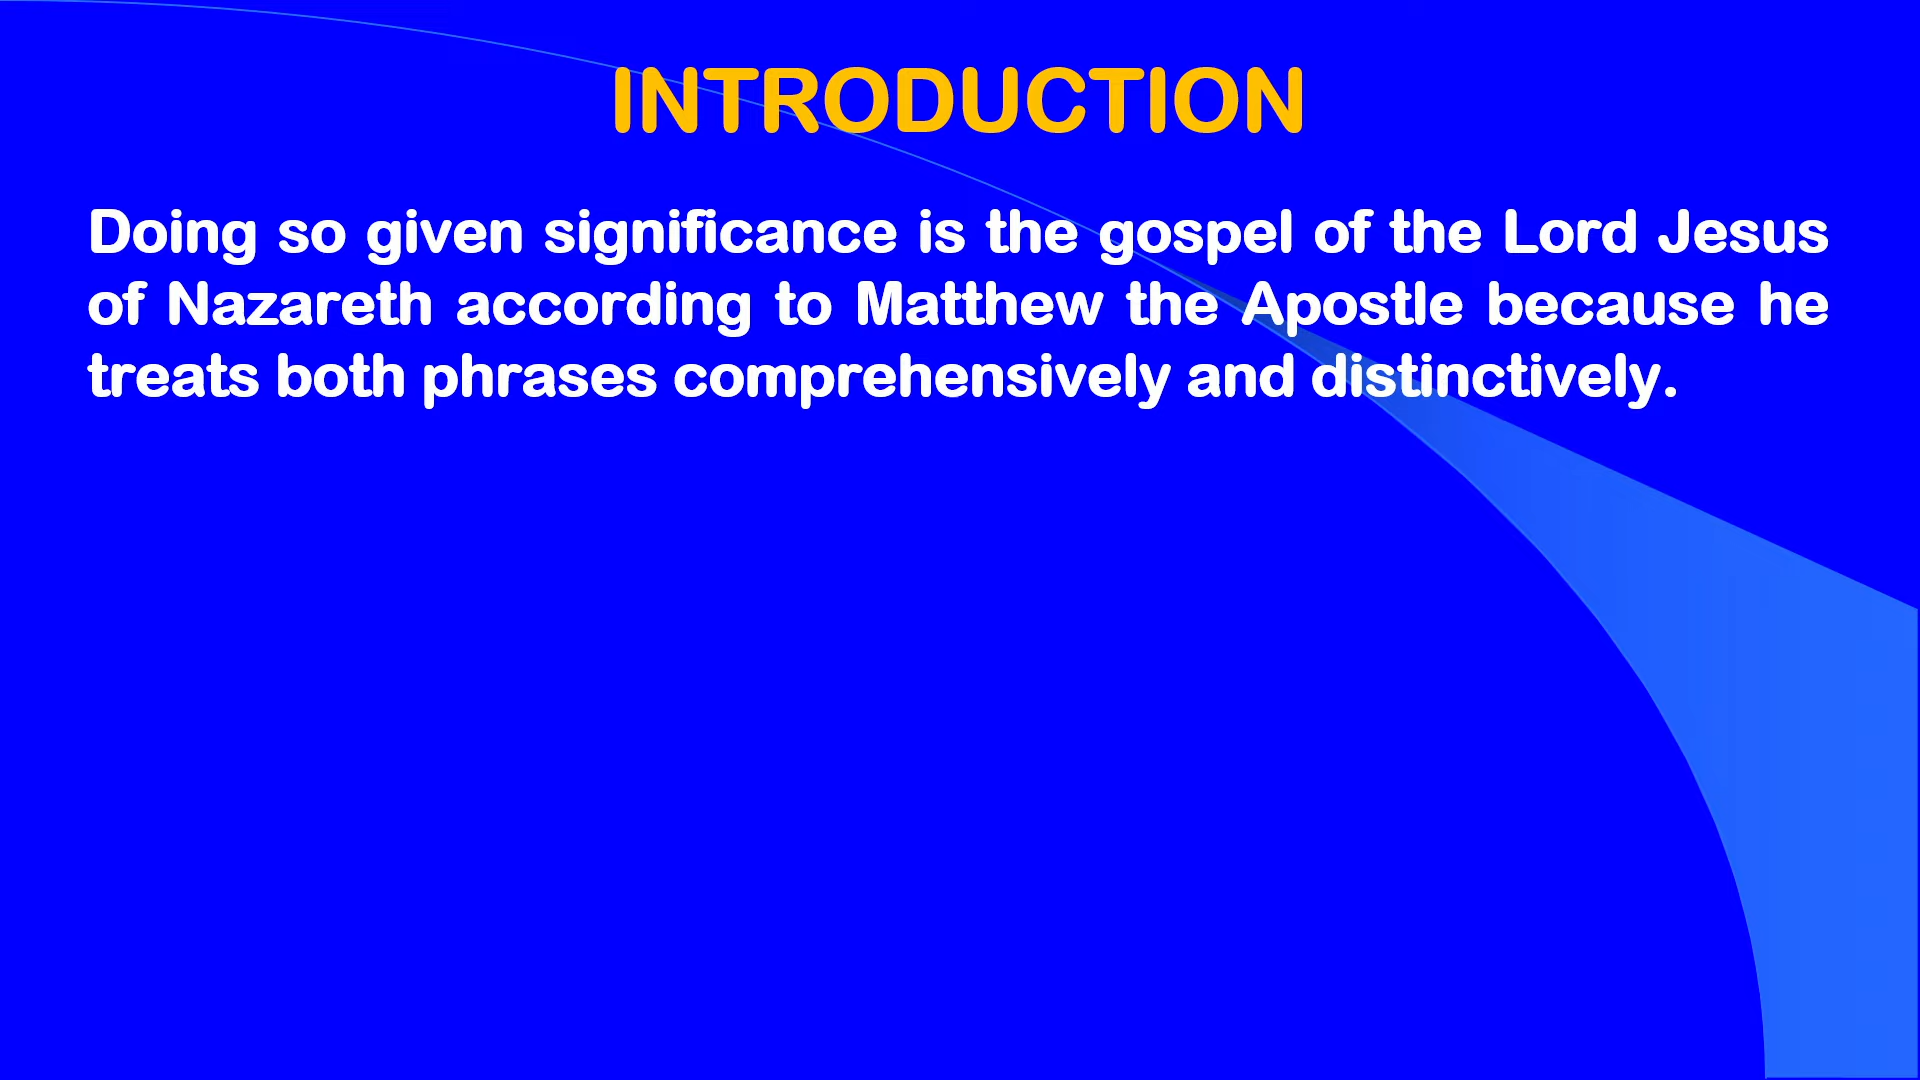 INTRODUCTION
Doing so given significance is the gospel of the Lord Jesus
of Nazareth according to Matthew the Apostle because he
treats both phrases comprehensively and distinctively.